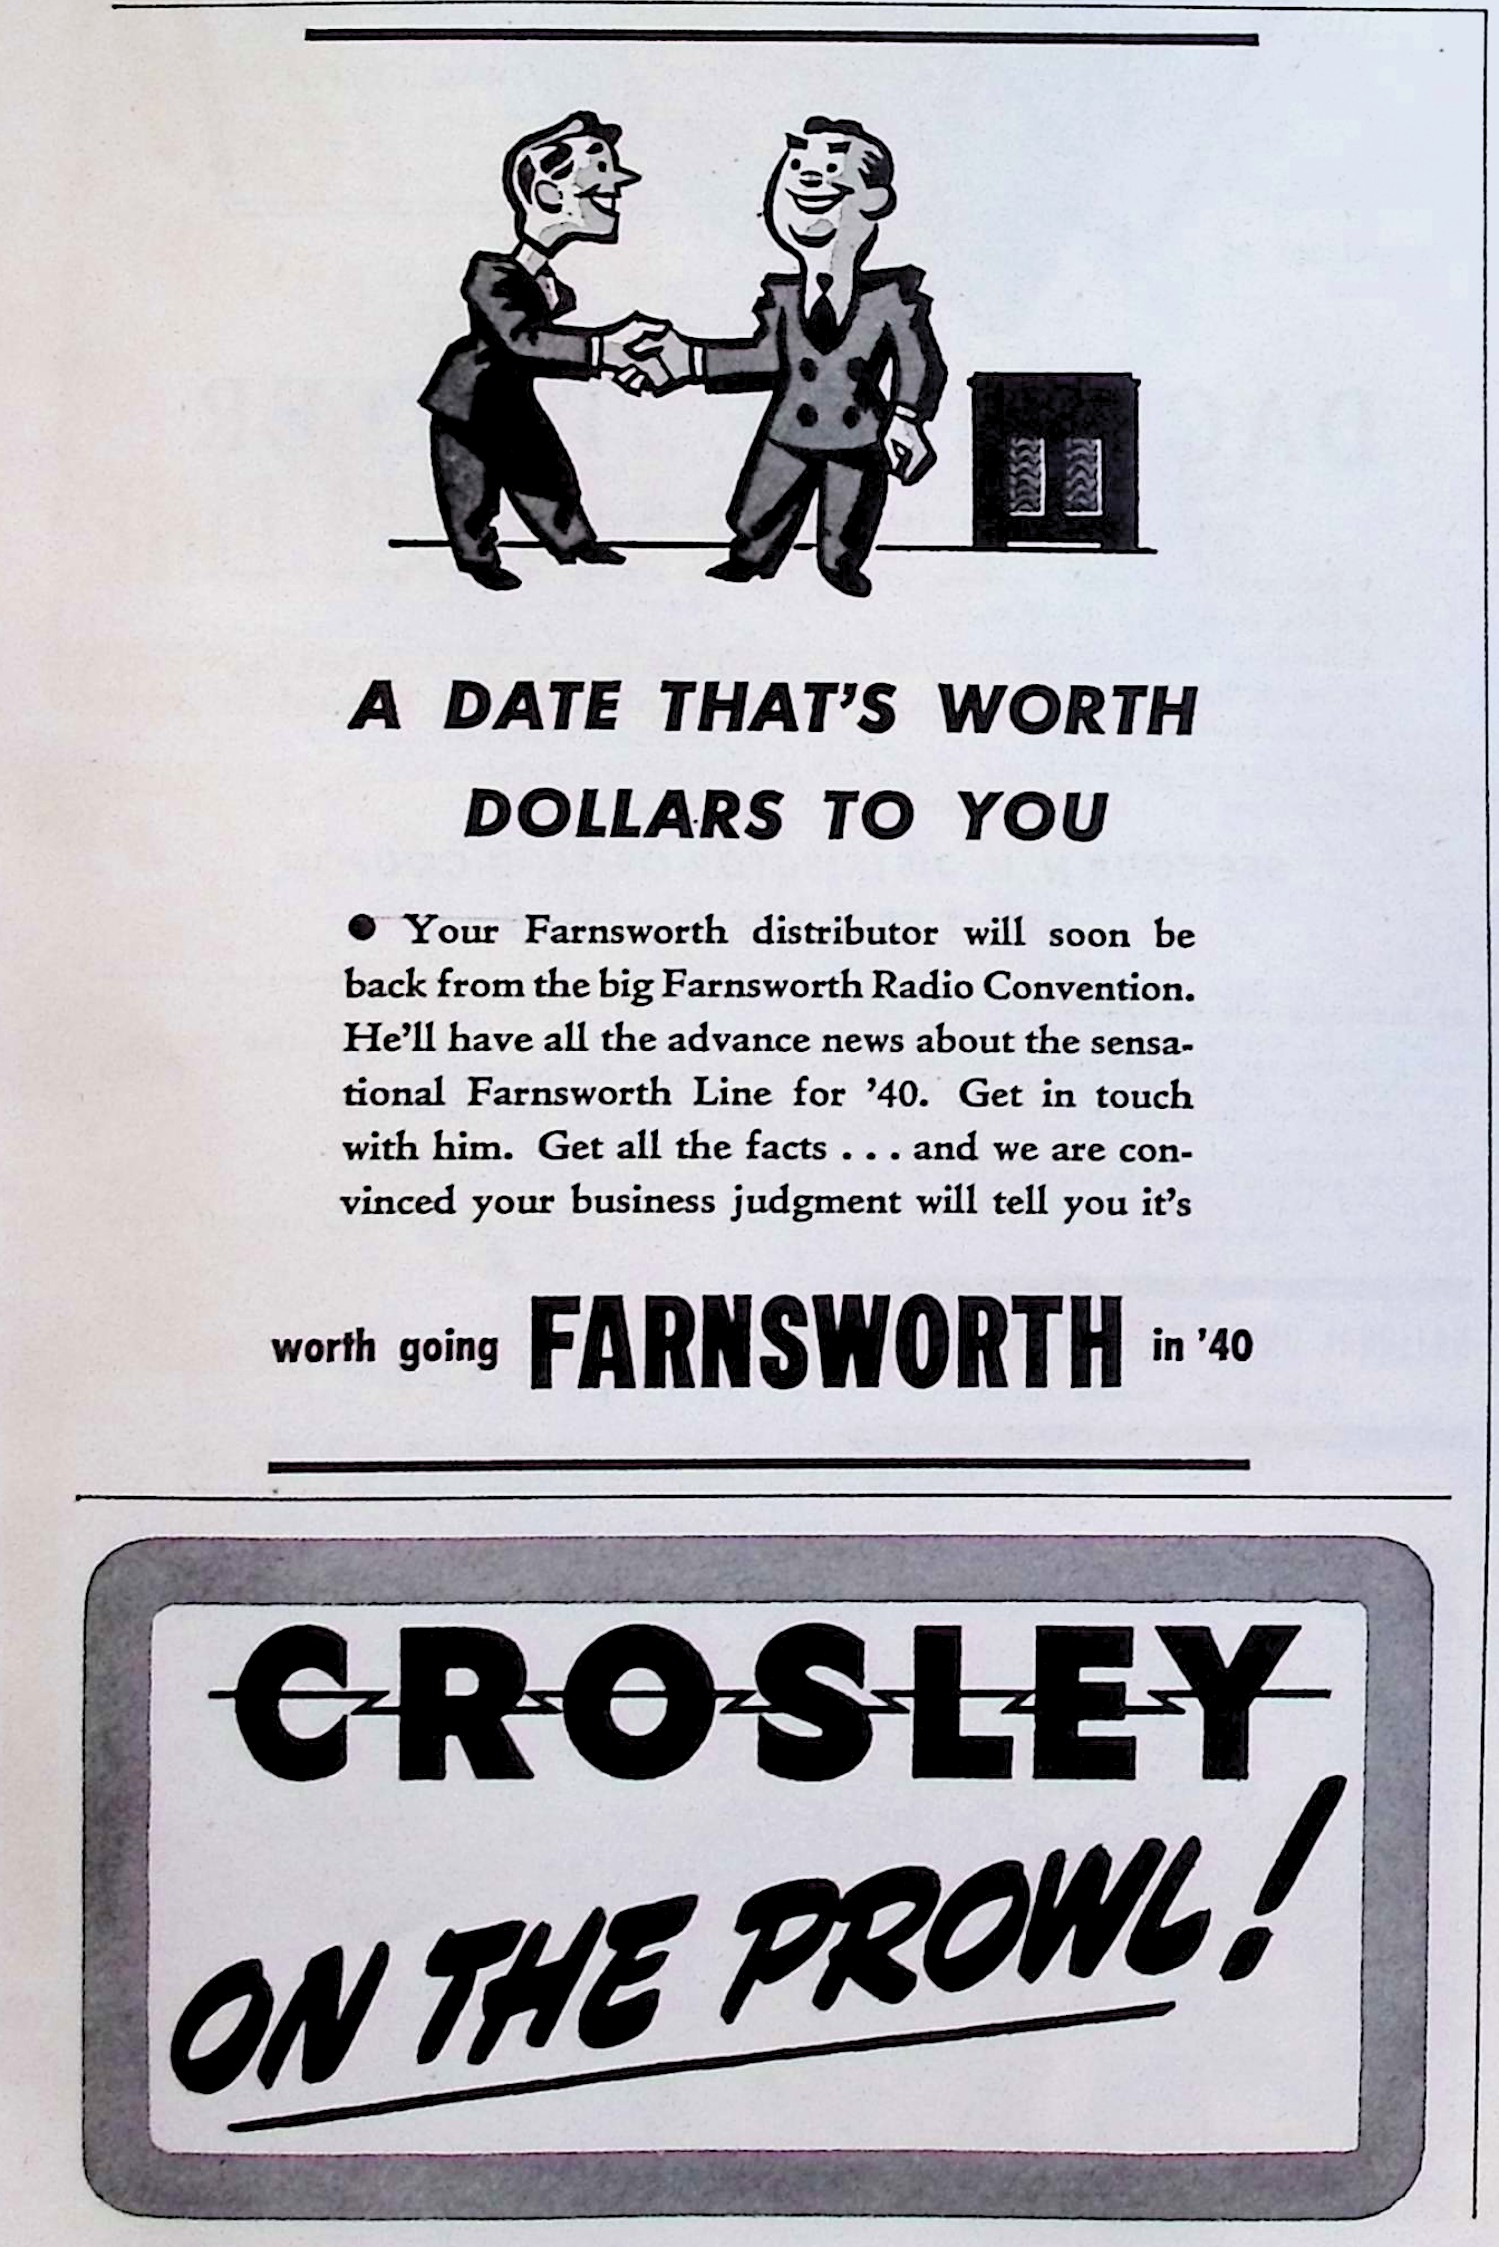 A DATE THAT'S WORTH
DOLLARS TO YOU
● Your Farnsworth distributor will soon be
back from the big Farnsworth Radio Convention.
He'll have all the advance news about the sensa-
tional Farnsworth Line for '40. Get in touch
with him. Get all the facts . . . and we are con-
vinced your business judgment will tell you it's
worth going FARNSWORTH in '40
CROSLEY
ON THE PROWL!